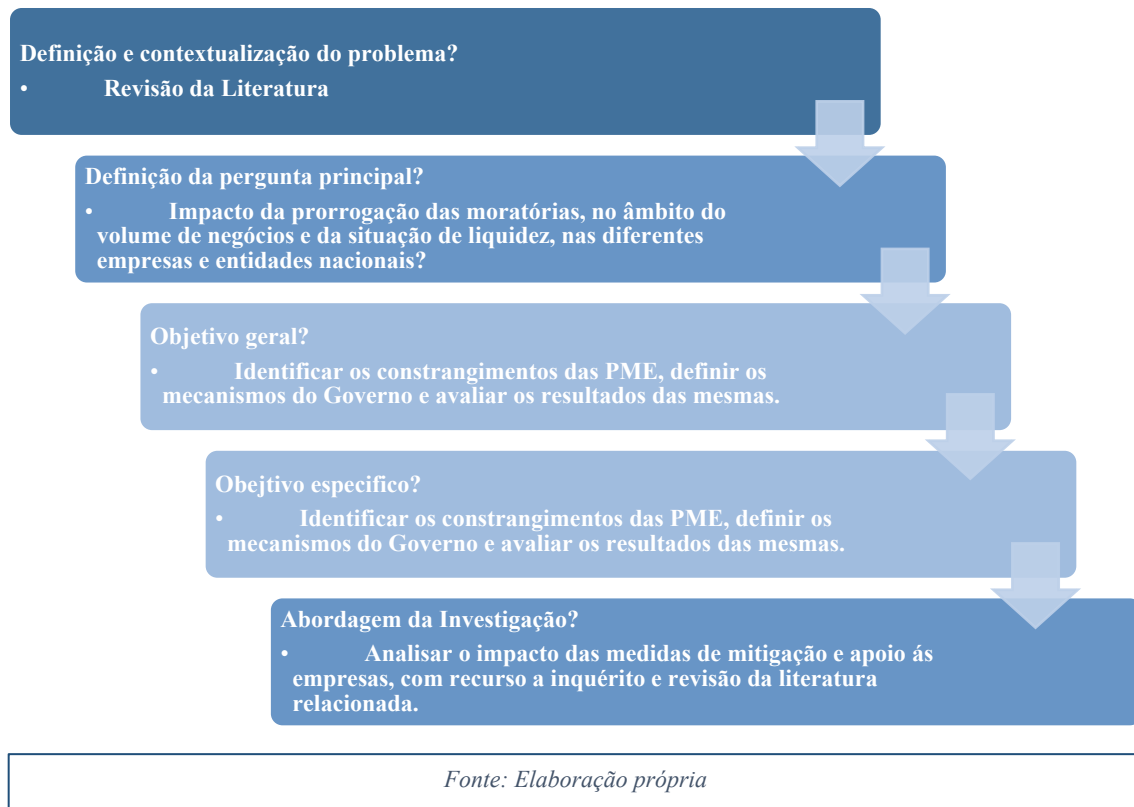 Definição e contextualização do problema?
• Revisão da Literatura
Definição da pergunta principal?
• Impacto da prorrogação das moratórias, no âmbito do
volume de negócios e da situação de liquidez, nas diferentes
empresas e entidades nacionais?
Objetivo geral?
• Identificar os constrangimentos das PME, definir os
mecanismos do Governo e avaliar os resultados das mesmas.
Obejtivo especifico?
• Identificar os constrangimentos das PME, definir os
mecanismos do Governo e avaliar os resultados das mesmas.
Abordagem da Investigação?
• Analisar o impacto das medidas de mitigação e apoio ás
empresas, com recurso a inquérito e revisão da literatura
relacionada.
Fonte: Elaboração própria